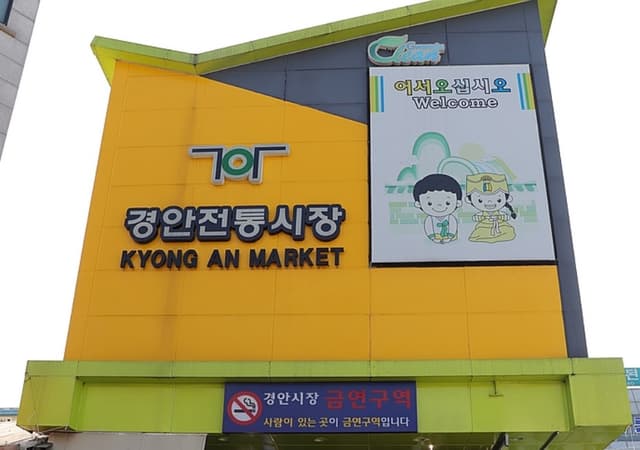 어서오십시오
Welcome
경안전통시장
KYONG AN MARKET
경안시장 금연구역
사람이 있는 곳이 금연구역입니다